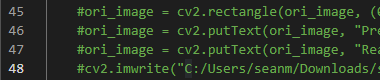 45 #ori_image = cv2.rectangle(ori_image, (
46 #ori_image = cv2.putText(ori_image, "Pre
47 #ori_image = cv2.putText(ori_image, "Rea
48 #cv2.imwrite("C:/Users/seanm/Downloads/